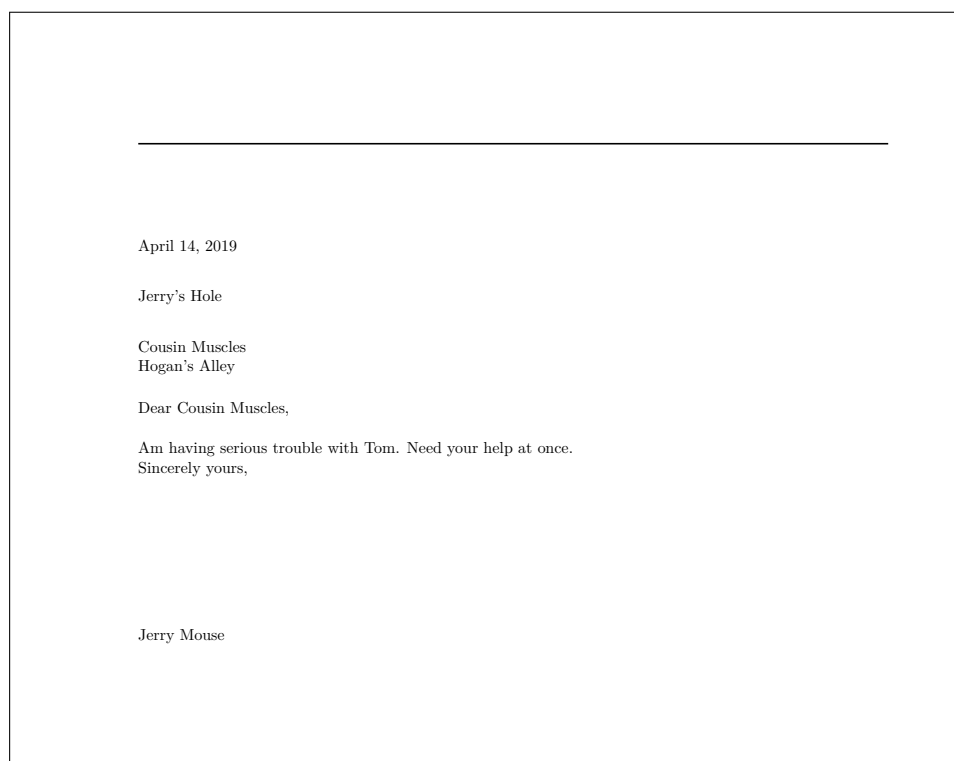 April 14, 2019
Jerry's Hole
Cousin Muscles
Hogan's Alley
Dear Cousin Muscles,
Am having serious trouble with Tom. Need your help at once.
Sincerely yours,
Jerry Mouse